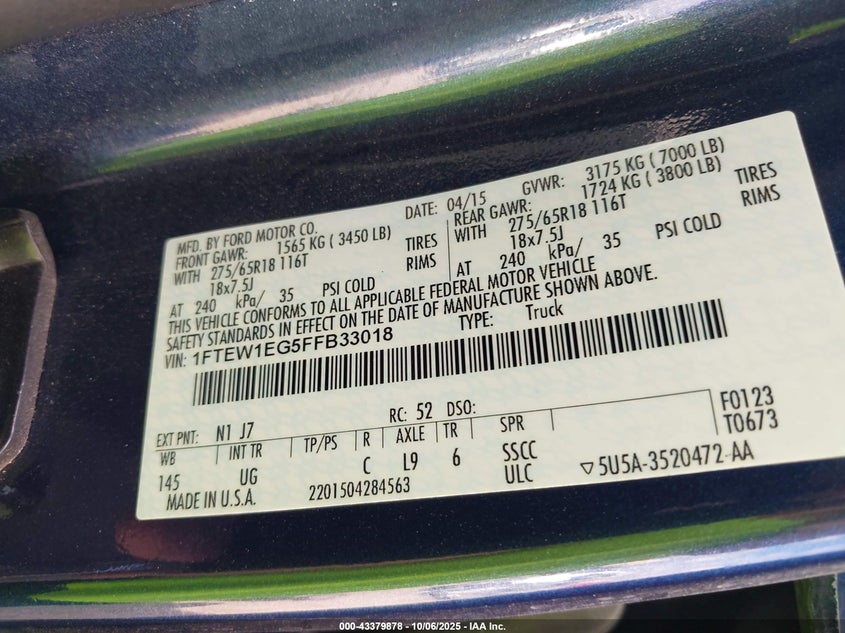 MFD. BY FORD MOTOR CO. DATE: 04/15 GVWR: 3175 KG ( 7000 LB)
FRONT GAWR: 1565 KG ( 3450 LB) REAR GAWR: 1724 KG ( 3800 LB)
WITH 275/65R18 116T TIRES WITH 275/65R18 116T TIRES
18x7.5J RIMS 18x7.5J RIMS
AT 240 kPa/ 35 PSI COLD AT 240 kPa/ 35 PSI COLD
THIS VEHICLE CONFORMS TO ALL APPLICABLE FEDERAL MOTOR VEHICLE
SAFETY STANDARDS IN EFFECT ON THE DATE OF MANUFACTURE SHOWN ABOVE.
VIN: 1FTEW1EG5FFB33018 TYPE: Truck
F0123
T0673
EXT PNT: N1 J7 RC: 52 DSO:
WB INT TR TP/PS R AXLE TR SPR
145 UG C L9 6 SSCC
ULC
MADE IN U.S.A. 2201504284563 ▽5U5A-3520472-AA
000-43379878 - 10/06/2025 - IAA Inc.